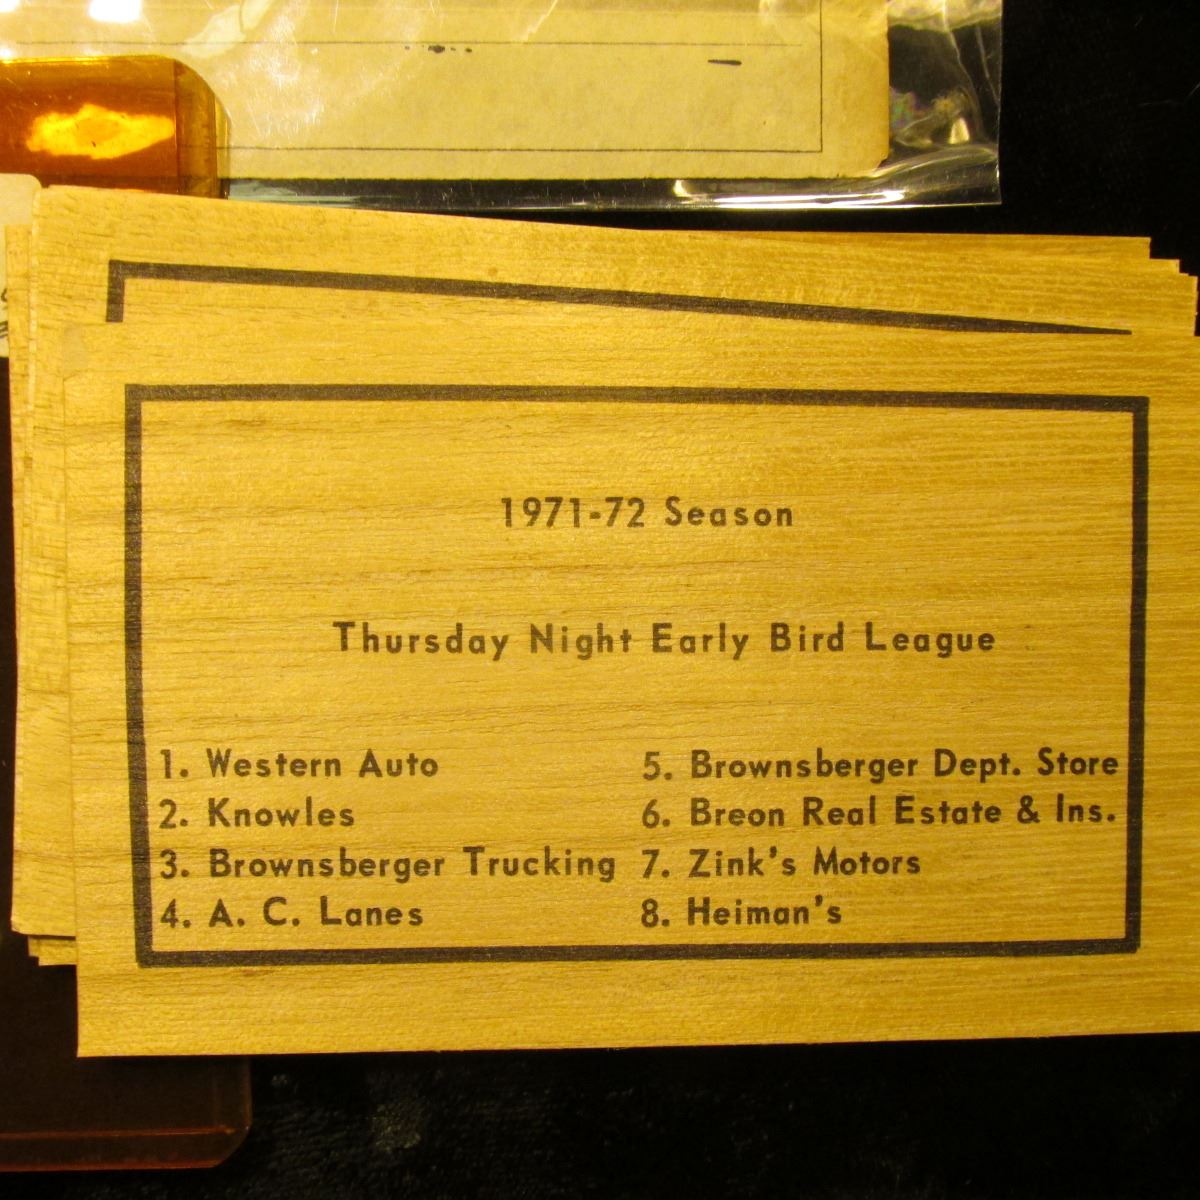 1971-72 Season
Thursday Night Early Bird League
1. Western Auto
2. Knowles
3. Brownsberger Trucking
4. A. C. Lanes
5. Brownsberger Dept. Store
6. Breon Real Estate & Ins.
7. Zink's Motors
8. Heiman's